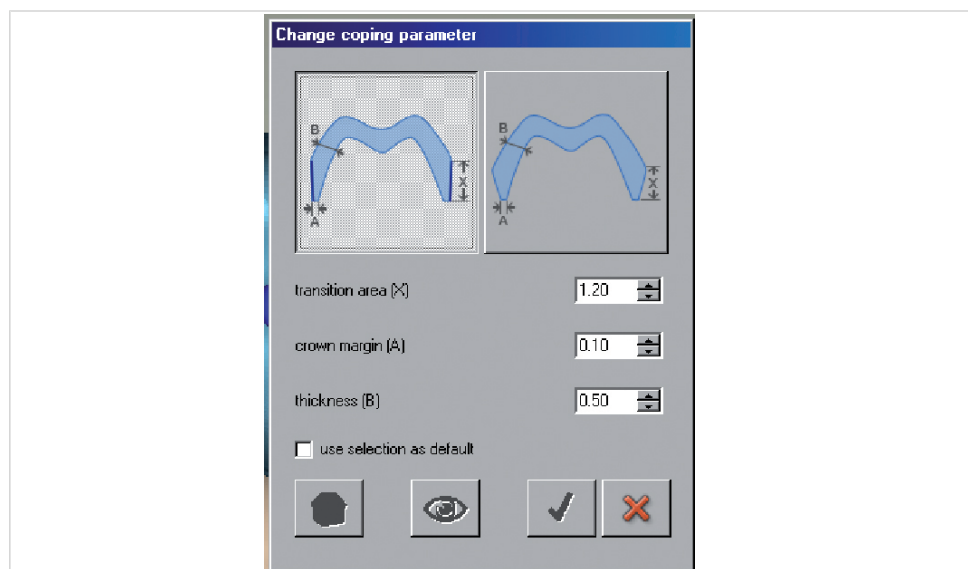 Change coping parameter
B
X
A
B
X
A
transition area (X) 1.20
crown margin (A) 0.10
thickness (B) 0.50
use selection as default